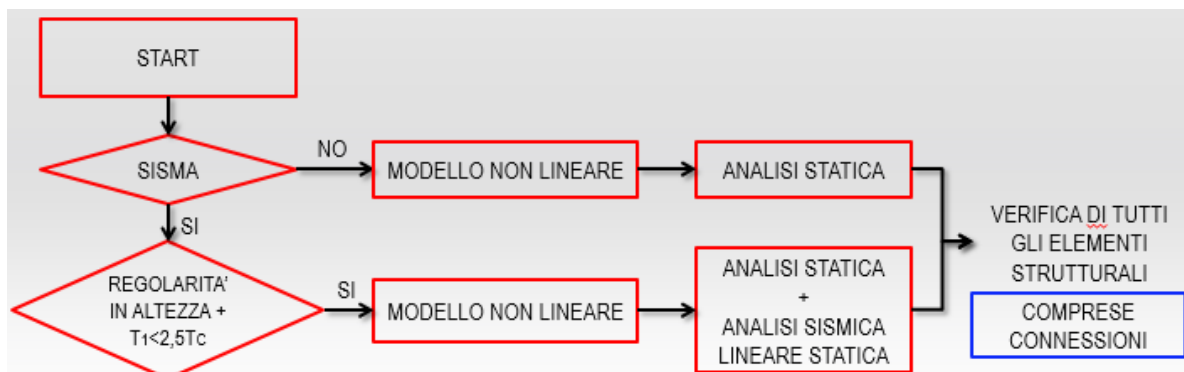 START
SISMA
NO
MODELLO NON LINEARE
ANALISI STATICA
SI
REGOLARITA'
IN ALTEZZA +
T1<2,5Tc
SI
MODELLO NON LINEARE
ANALISI STATICA
+
ANALISI SISMICA
LINEARE STATICA
VERIFICA DI TUTTI
GLI ELEMENTI
STRUTTURALI
COMPRESE
CONNESSIONI